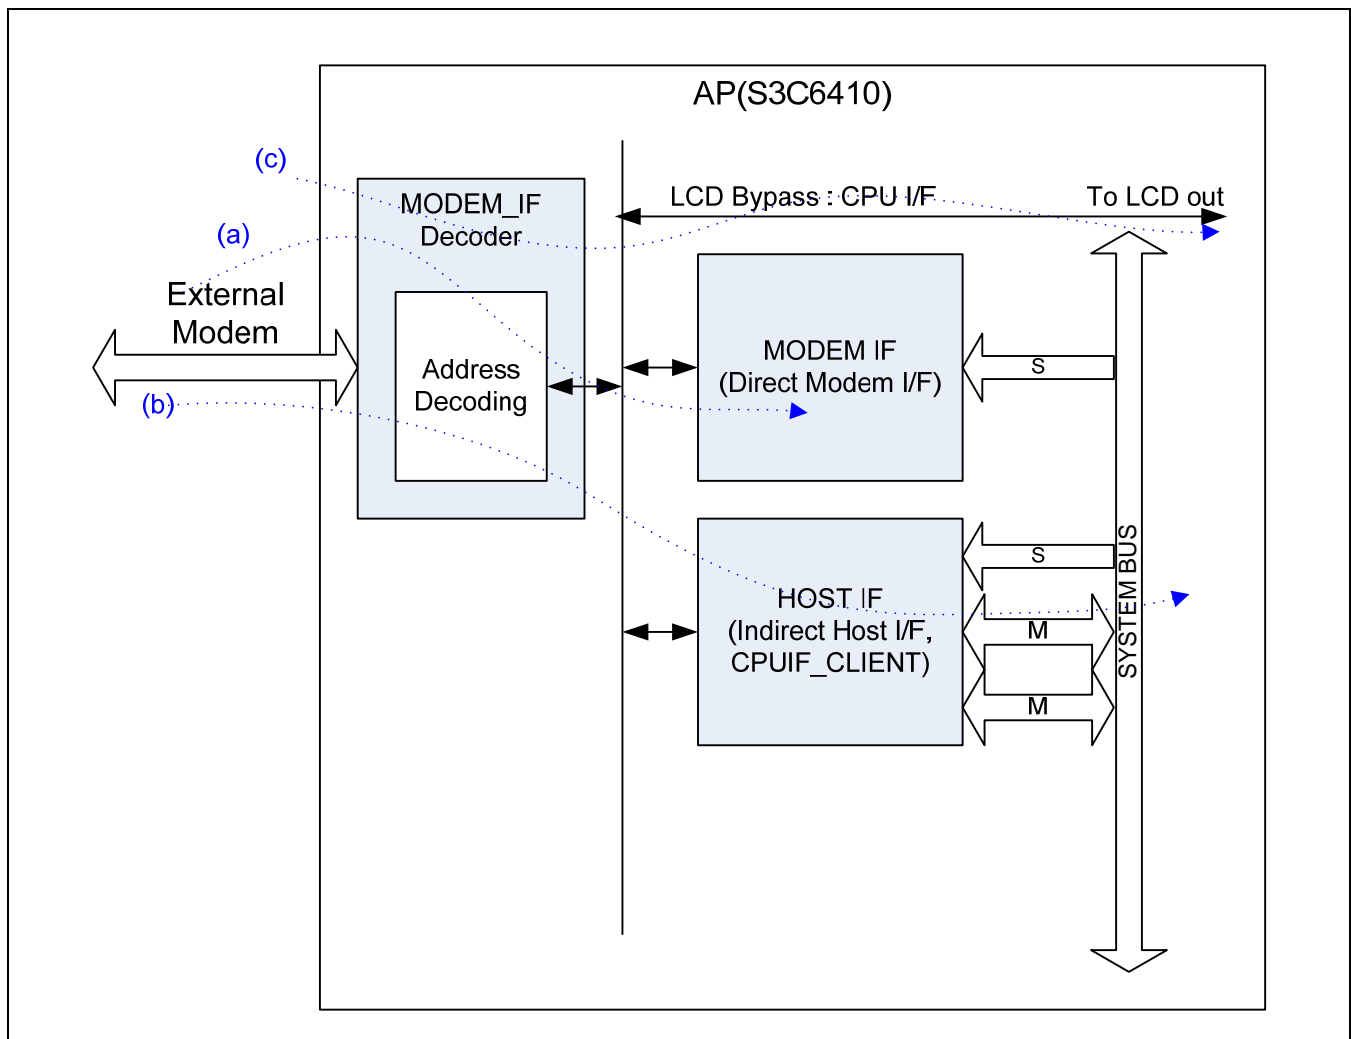 AP(S3C6410)
(c)
LCD Bypass : CPU I/F
To LCD out
MODEM_IF
Decoder
(a)
External
Modem
Address
Decoding
MODEM IF
(Direct Modem I/F)
S
(b)
S
HOST IF
(Indirect Host I/F,
CPUIF_CLIENT)
M
M
SYSTEM BUS